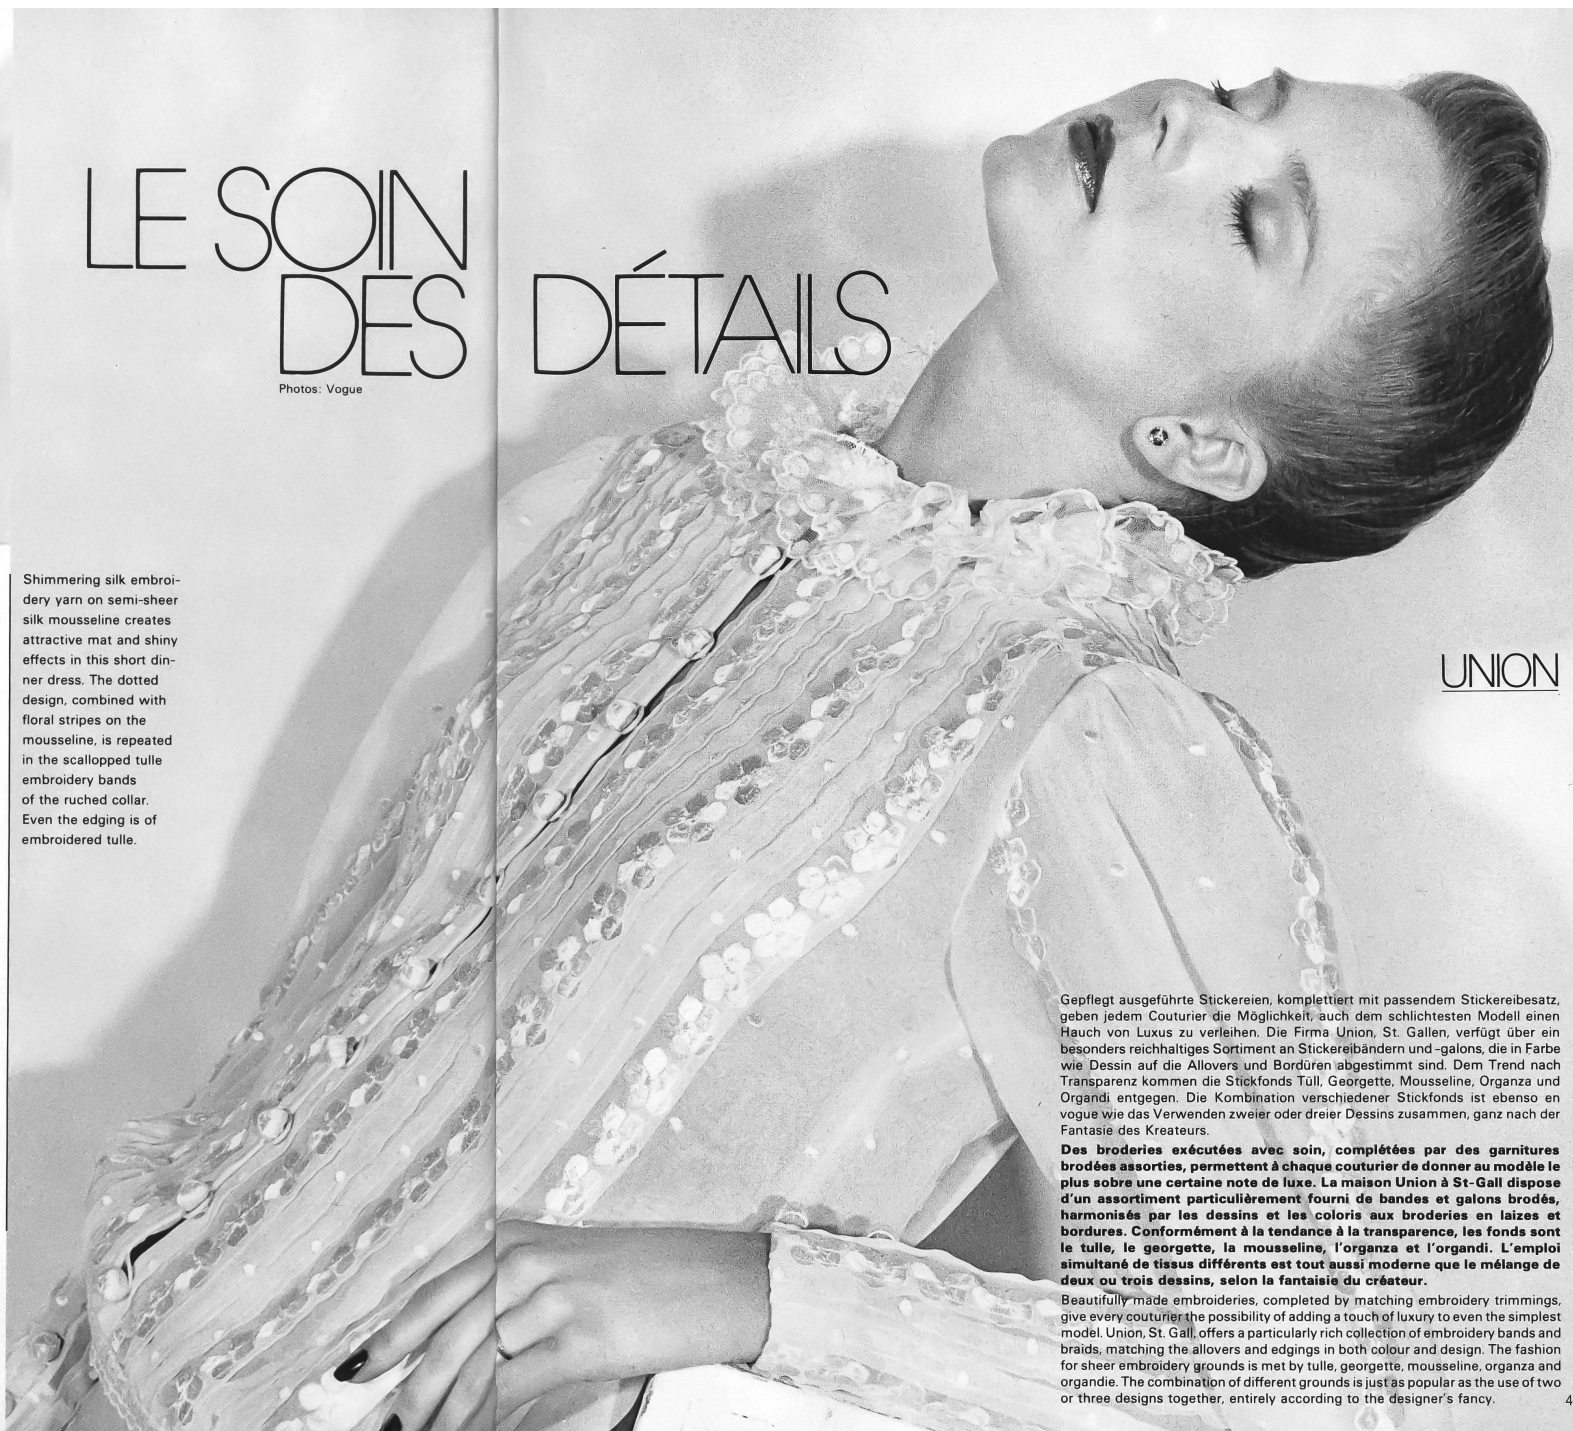 LE SOIN
DES DÉTAILS
Photos: Vogue
Shimmering silk embroi-
dery yarn on semi-sheer
silk mousseline creates
attractive mat and shiny
effects in this short din-
ner dress. The dotted
design, combined with
floral stripes on the
mousseline, is repeated
in the scallopped tulle
embroidery bands
of the ruched collar.
Even the edging is of
embroidered tulle.
UNION
Gepflegt ausgeführte Stickereien, komplettiert mit passendem Stickereibesatz,
geben jedem Couturier die Möglichkeit, auch dem schlichtesten Modell einen
Hauch von Luxus zu verleihen. Die Firma Union, St. Gallen, verfügt über ein
besonders reichhaltiges Sortiment an Stickereibändern und -galons, die in Farbe
wie Dessin auf die Allovers und Bordüren abgestimmt sind. Dem Trend nach
Transparenz kommen die Stickfonds Tüll, Georgette, Mousseline, Organza und
Organdi entgegen. Die Kombination verschiedener Stickfonds ist ebenso en
vogue wie das Verwenden zweier oder dreier Dessins zusammen, ganz nach der
Fantasie des Kreateurs.
Des broderies exécutées avec soin, complétées par des garnitures
brodées assorties, permettent à chaque couturier de donner au modèle le
plus sobre une certaine note de luxe. La maison Union à St-Gall dispose
d'un assortiment particulièrement fourni de bandes et galons brodés,
harmonisés par les dessins et les coloris aux broderies en laizes et
bordures. Conformément à la tendance à la transparence, les fonds sont
le tulle, le georgette, la mousseline, l'organza et l'organdi. L'emploi
simultané de tissus différents est tout aussi moderne que le mélange de
deux ou trois dessins, selon la fantaisie du créateur.
Beautifully made embroideries, completed by matching embroidery trimmings,
give every couturier the possibility of adding a touch of luxury to even the simplest
model. Union, St. Gall, offers a particularly rich collection of embroidery bands and
braids, matching the allovers and edgings in both colour and design. The fashion
for sheer embroidery grounds is met by tulle, georgette, mousseline, organza and
organdie. The combination of different grounds is just as popular as the use of two
or three designs together, entirely according to the designer's fancy.
4